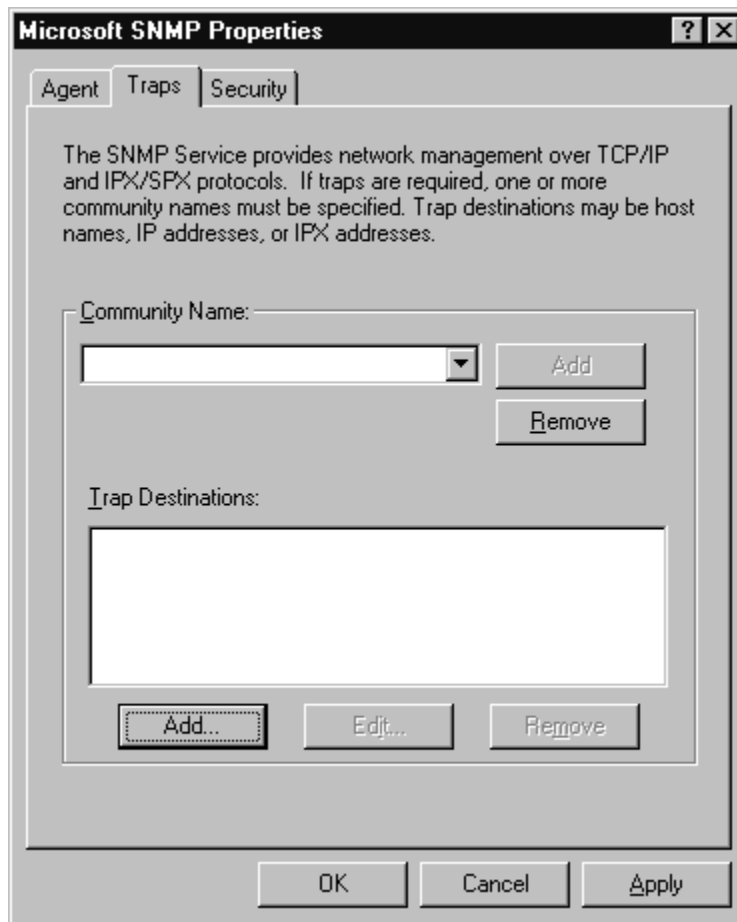 Microsoft SNMP Properties
? X
Agent Traps Security
The SNMP Service provides network management over TCP/IP
and IPX/SPX protocols. If traps are required, one or more
community names must be specified. Trap destinations may be host
names, IP addresses, or IPX addresses.
Community Name:
Add
Remove
Trap Destinations:
Add... Edit... Remove
OK Cancel Apply